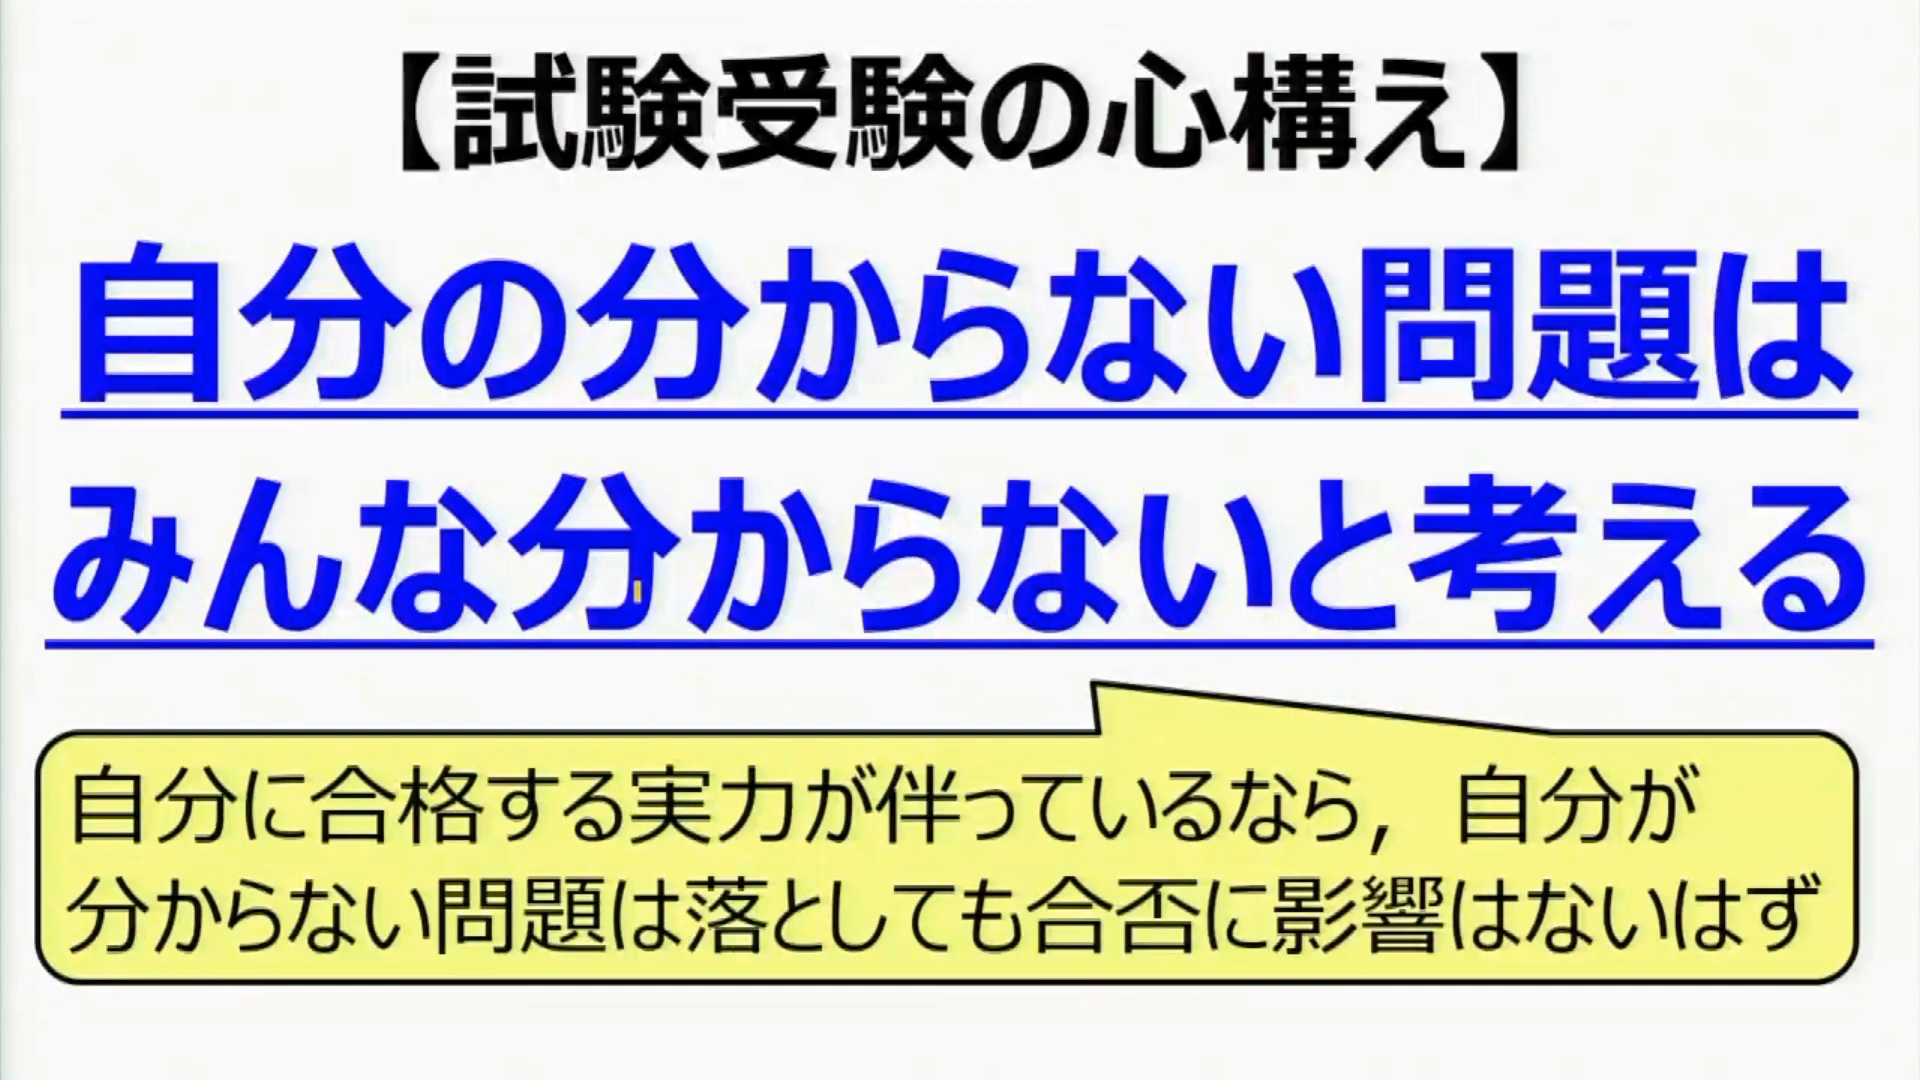 【試験受験の心構え】
自分の分からない問題は
みんな分からないと考える
自分に合格する実力が伴っているなら，自分が
分からない問題は落としても合否に影響はないはず